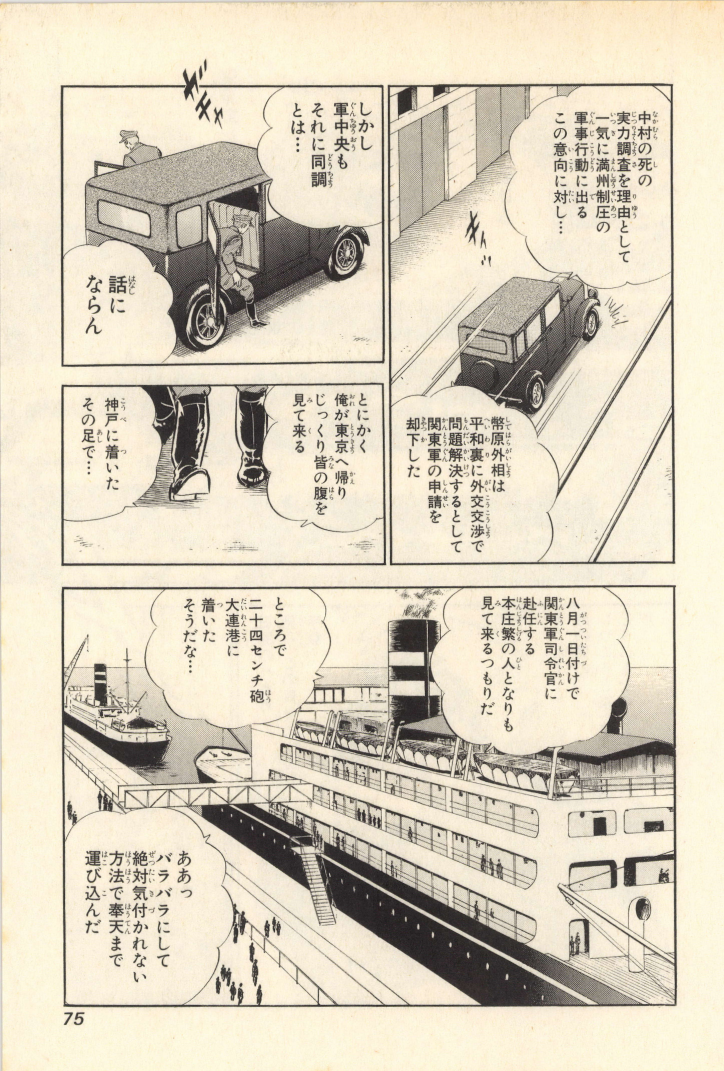 中村の死の
実力調査を理由として
一気に満州制圧の
軍事行動に出る
この意向に対し…
キィッ
幣原外相は
平和裏に外交交渉で
問題解決するとして
関東軍の申請を
却下した
ガチャ
しかし
軍中央も
それに同調
とは…
話に
ならん
とにかく
俺が東京へ帰り
じっくり皆の腹を
見て来る
神戸に着いた
その足で…
八月一日付けで
関東軍司令官に
赴任する
本庄繁の人となりも
見て来るつもりだ
ところで
二十四センチ砲
大連港に
着いた
そうだな…
ああっ
バラバラにして
絶対気付かれない
方法で奉天まで
運び込んだ
75